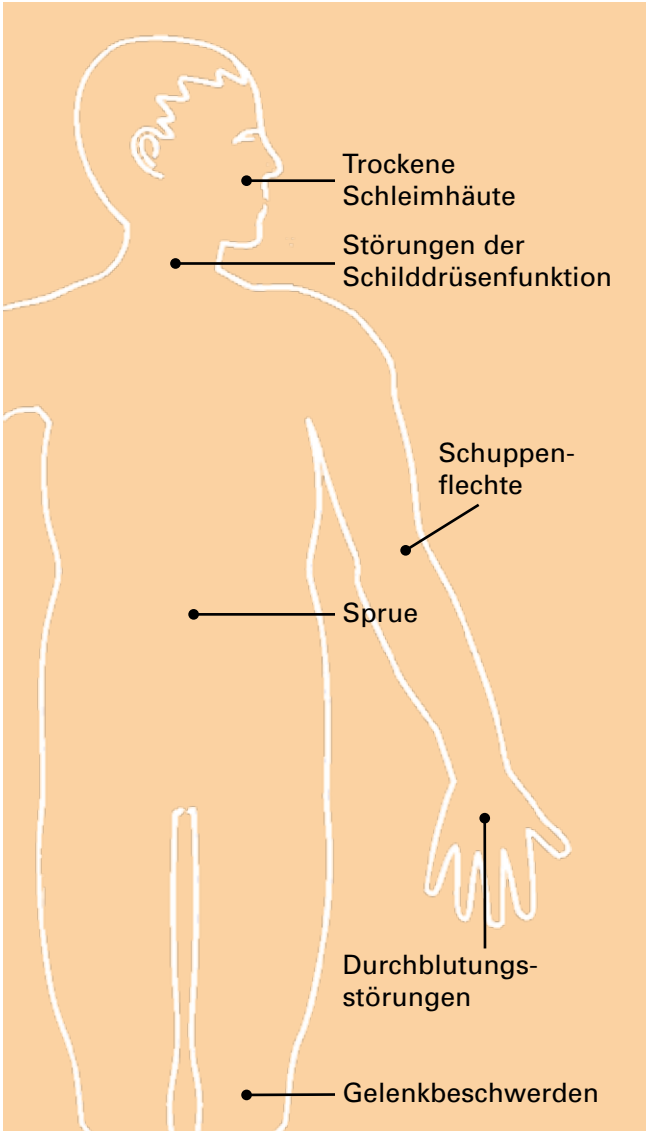 Trockene
Schleimhäute
Störungen der
Schilddrüsenfunktion
Schuppen-
flechte
Sprue
Durchblutungs-
störungen
Gelenkbeschwerden